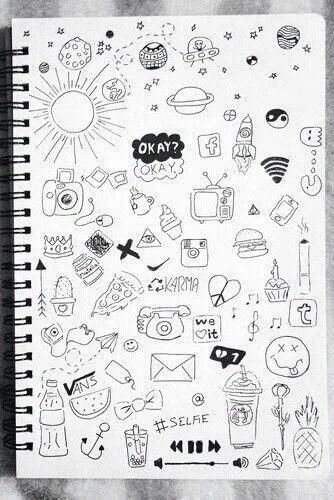 OKAY?
OKAY.
f
KARMA
we
it
t
VANS
@
#SELFIE